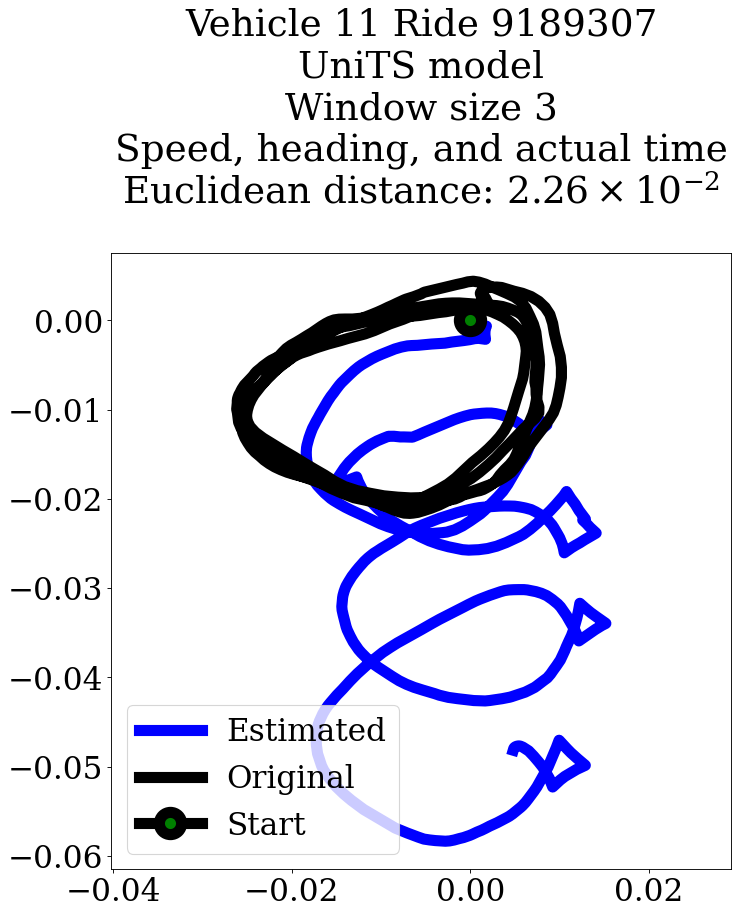 Vehicle 11 Ride 9189307
UniTS model
Window size 3
Speed, heading, and actual time
Euclidean distance: 2.26 × 10⁻²
0.00
−0.01
−0.02
−0.03
−0.04
−0.05
−0.06
Estimated
Original
Start
−0.04
−0.02
0.00
0.02